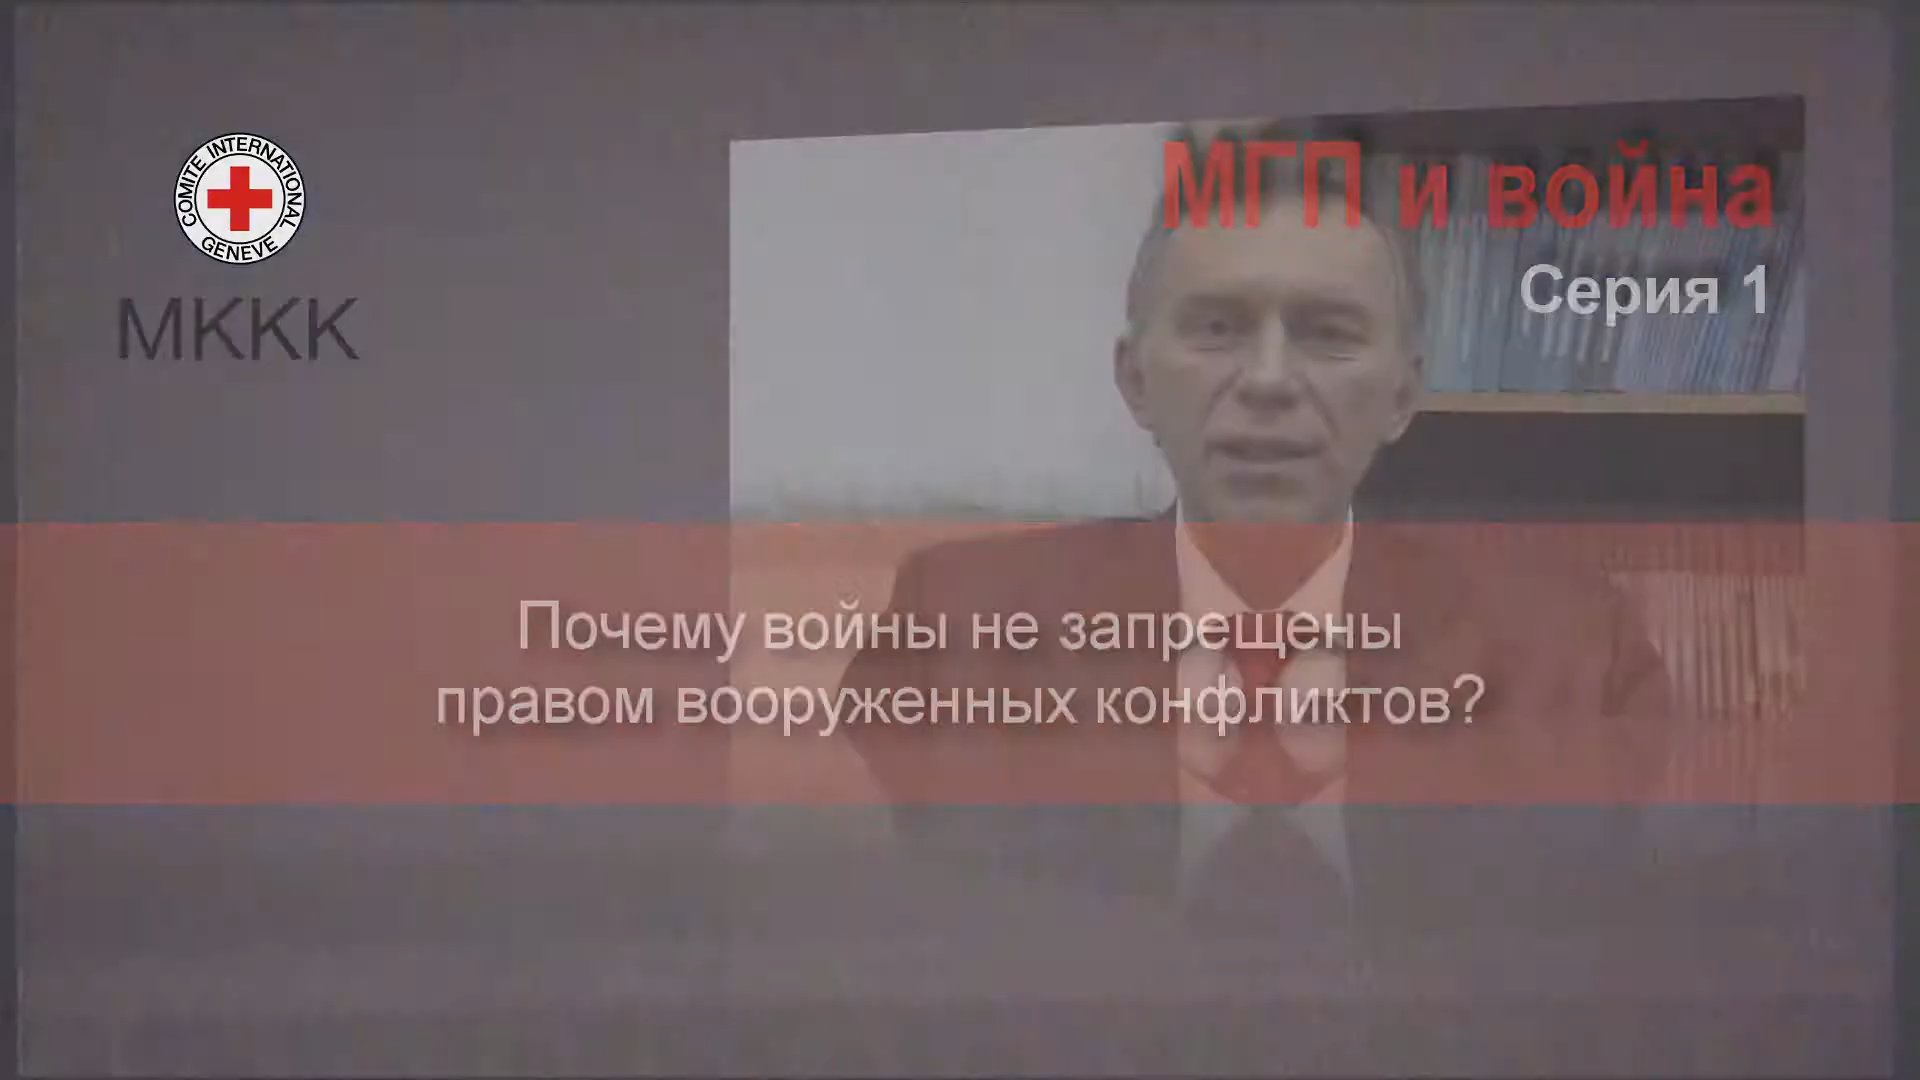 COMITE INTERNATIONAL
GENEVE
МККК
МГП и война
Серия 1
Почему войны не запрещены
правом вооруженных конфликтов?